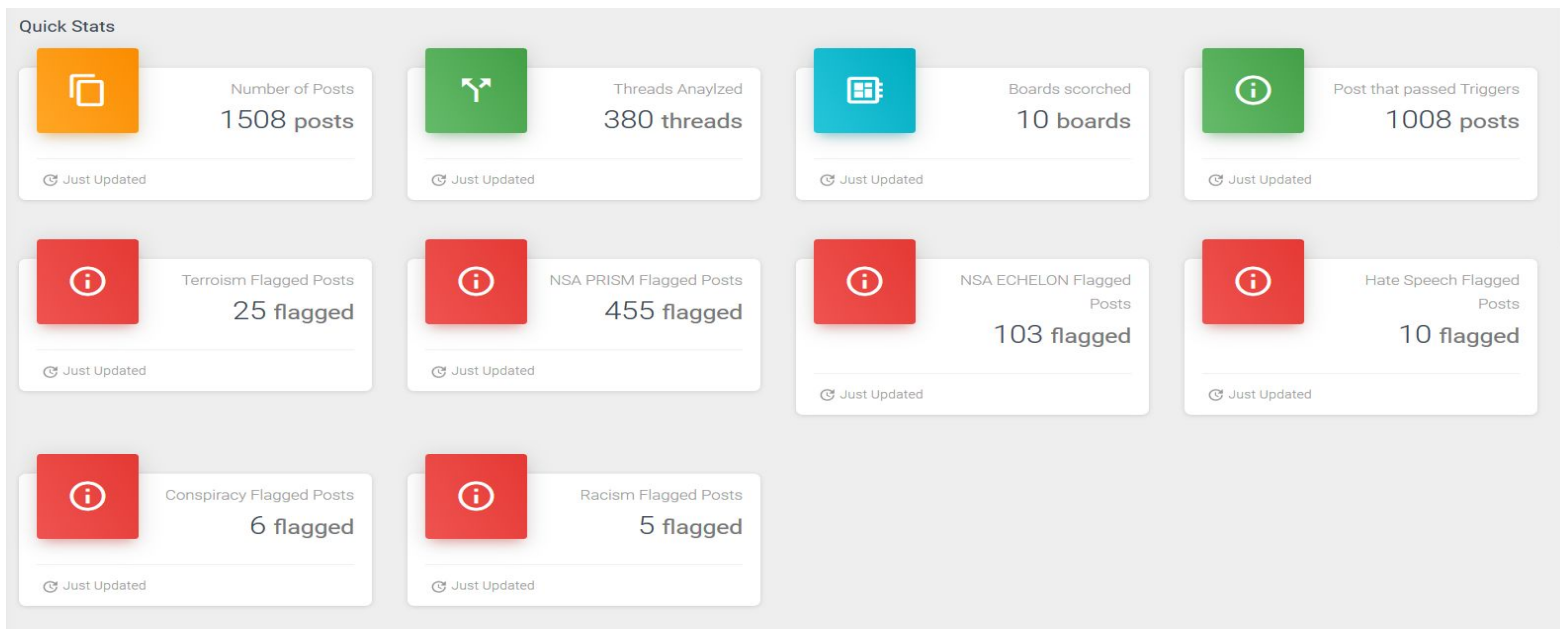 Quick Stats
Number of Posts
1508 posts
Just Updated
Threads Anaylzed
380 threads
Just Updated
Boards scorched
10 boards
Just Updated
Post that passed Triggers
1008 posts
Just Updated
Terroism Flagged Posts
25 flagged
Just Updated
NSA PRISM Flagged Posts
455 flagged
Just Updated
NSA ECHELON Flagged
Posts
103 flagged
Just Updated
Hate Speech Flagged
Posts
10 flagged
Just Updated
Conspiracy Flagged Posts
6 flagged
Just Updated
Racism Flagged Posts
5 flagged
Just Updated